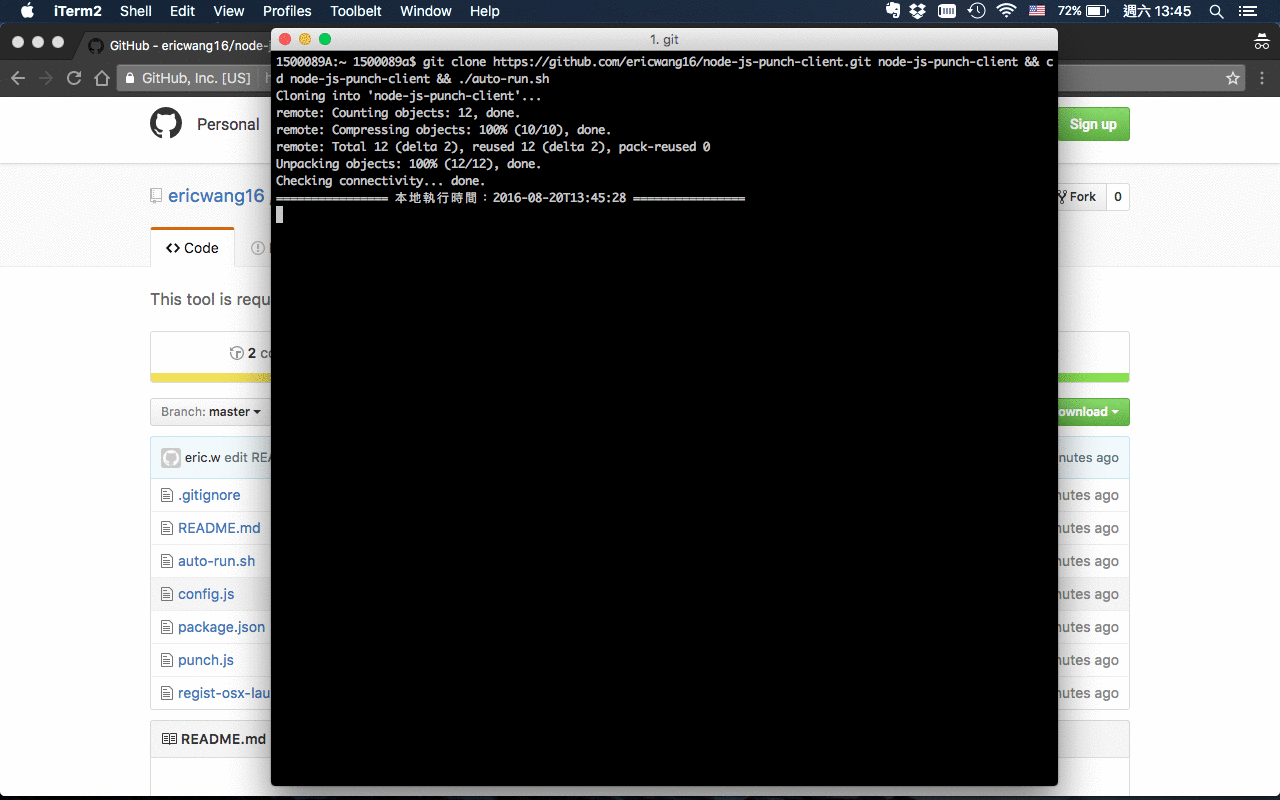 iTerm2 Shell Edit View Profiles Toolbelt Window Help 72% 週六 13:45
GitHub - ericwang16/node-j
1. git
GitHub, Inc. [US]
1500089A:~ 1500089a$ git clone https://github.com/ericwang16/node-js-punch-client.git node-js-punch-client && c
d node-js-punch-client && ./auto-run.sh
Cloning into 'node-js-punch-client'...
remote: Counting objects: 12, done.
remote: Compressing objects: 100% (10/10), done.
remote: Total 12 (delta 2), reused 12 (delta 2), pack-reused 0
Unpacking objects: 100% (12/12), done.
Checking connectivity... done.
================ 本地執行時間：2016-08-20T13:45:28 ================
Personal
Sign up
ericwang16
Fork 0
<> Code
This tool is requ
2 co
Branch: master
ownload
eric.w edit REA
nutes ago
.gitignore
nutes ago
README.md
nutes ago
auto-run.sh
nutes ago
config.js
nutes ago
package.json
nutes ago
punch.js
nutes ago
regist-osx-lau
nutes ago
README.md